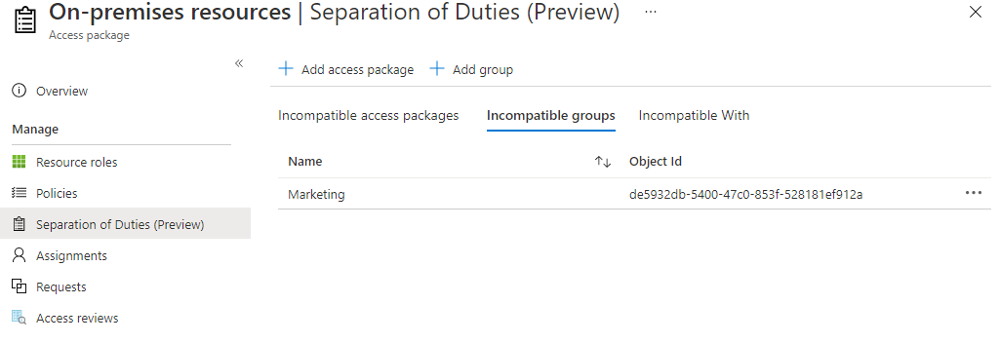 On-premises resources | Separation of Duties (Preview) ...
Access package
Overview
Manage
Resource roles
Policies
Separation of Duties (Preview)
Assignments
Requests
Access reviews
Add access package Add group
Incompatible access packages Incompatible groups Incompatible With
Name Object Id
Marketing de5932db-5400-47c0-853f-528181ef912a